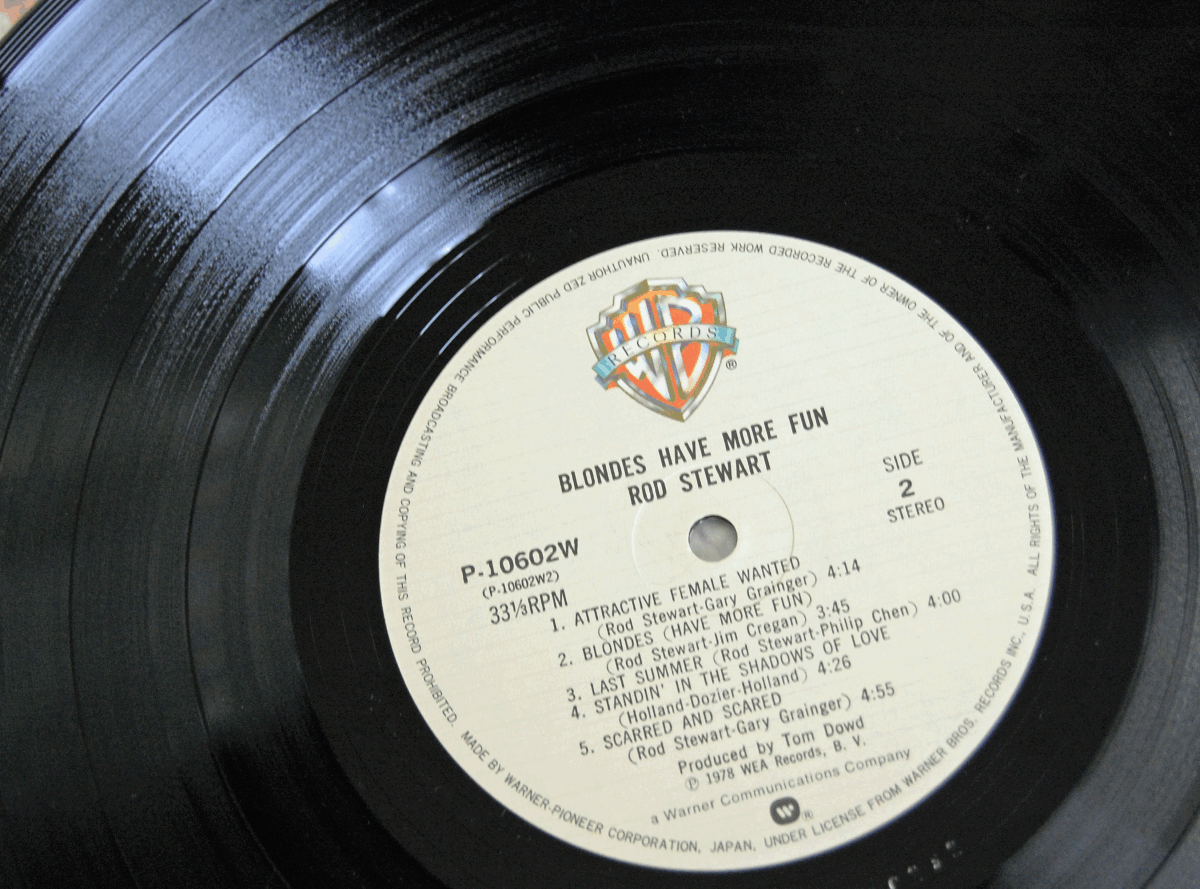 WB
RECORDS
®
BLONDES HAVE MORE FUN
ROD STEWART
SIDE
2
STEREO
P-10602W
(P-10602W2)
33⅓RPM
1. ATTRACTIVE FEMALE WANTED
(Rod Stewart-Gary Grainger) 4:14
2. BLONDES (HAVE MORE FUN)
(Rod Stewart-Jim Cregan) 3:45
3. LAST SUMMER (Rod Stewart-Philip Chen) 4:00
4. STANDIN' IN THE SHADOWS OF LOVE
(Holland-Dozier-Holland) 4:26
5. SCARRED AND SCARED
(Rod Stewart-Gary Grainger) 4:55
Produced by Tom Dowd
Ⓟ 1978 WEA Records, B. V.
a Warner Communications Company
W ®
MADE BY WARNER-PIONEER CORPORATION, JAPAN, UNDER LICENSE FROM WARNER BROS. RECORDS INC., U.S.A. ALL RIGHTS OF THE MANUFACTURER AND OF THE OWNER OF THE RECORDED WORK RESERVED. UNAUTHOR ZED PUBLIC PERFORMANCE BROADCASTING AND COPYING OF THIS RECORD PROHIBITED.